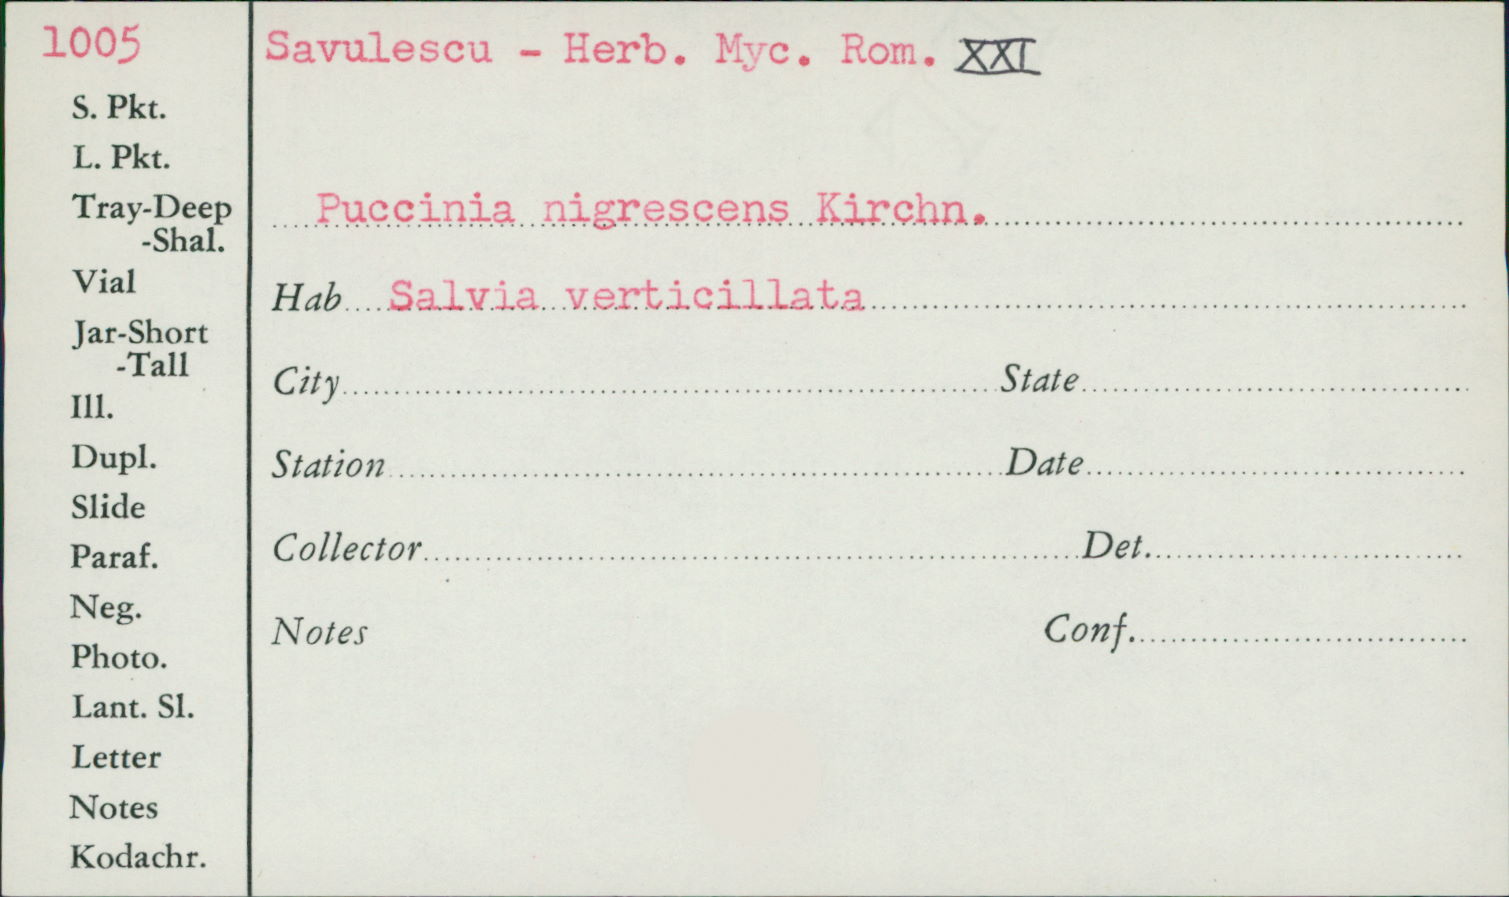 1005
S. Pkt.
L. Pkt.
Tray-Deep
-Shal.
Vial
Jar-Short
-Tall
Ill.
Dupl.
Slide
Paraf.
Neg.
Photo.
Lant. Sl.
Letter
Notes
Kodachr.
Savulescu - Herb. Myc. Rom. XXI
Puccinia nigrescens Kirchn.
Hab Salvia verticillata
City State
Station Date
Collector Det.
Notes Conf.